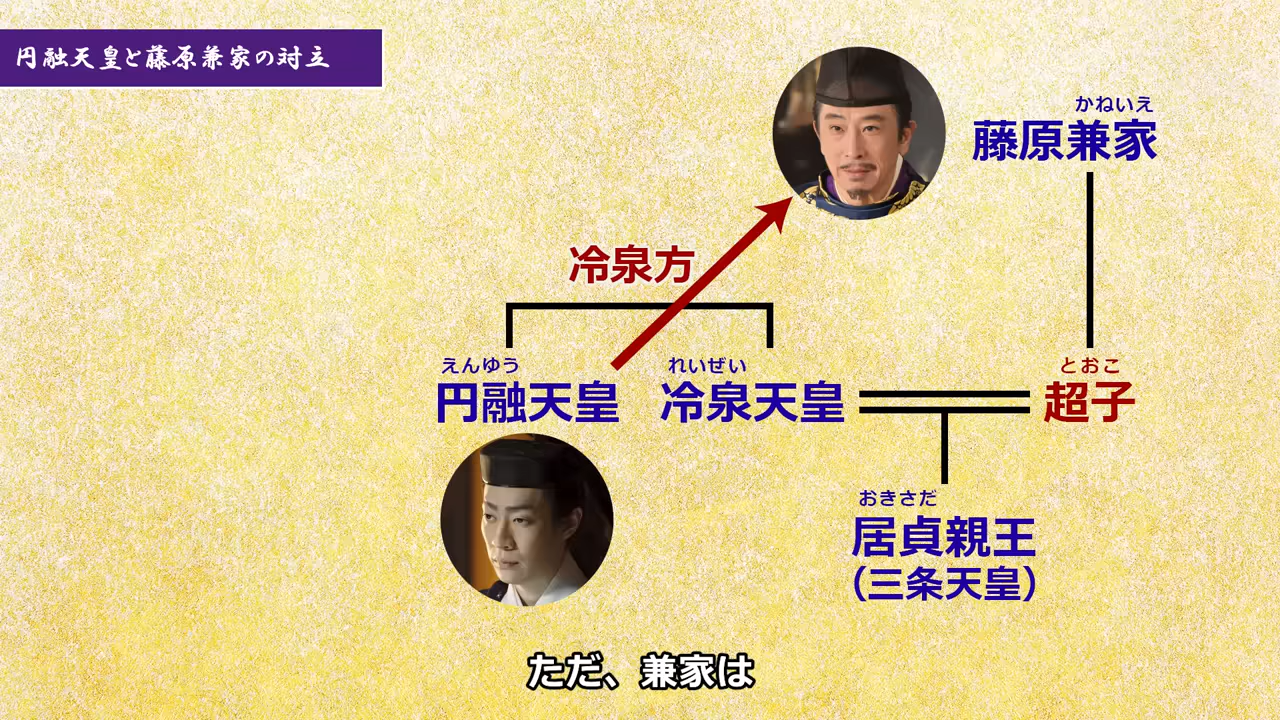 円融天皇と藤原兼家の対立
かねいえ
藤原兼家
冷泉方
えんゆう
円融天皇
れいぜい
冷泉天皇
とおこ
超子
おきさだ
居貞親王
(三条天皇)
ただ、兼家は